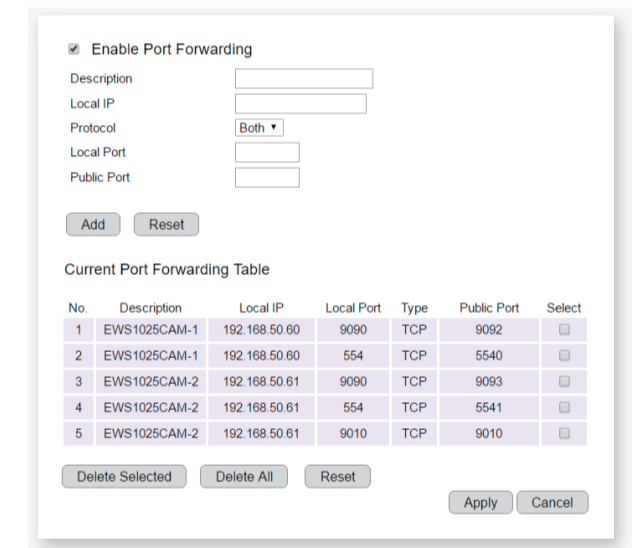 Enable Port Forwarding
Description
Local IP
Protocol Both
Local Port
Public Port
Add Reset
Current Port Forwarding Table
No. Description Local IP Local Port Type Public Port Select
1 EWS1025CAM-1 192.168.50.60 9090 TCP 9092
2 EWS1025CAM-1 192.168.50.60 554 TCP 5540
3 EWS1025CAM-2 192.168.50.61 9090 TCP 9093
4 EWS1025CAM-2 192.168.50.61 554 TCP 5541
5 EWS1025CAM-2 192.168.50.61 9010 TCP 9010
Delete Selected Delete All Reset
Apply Cancel